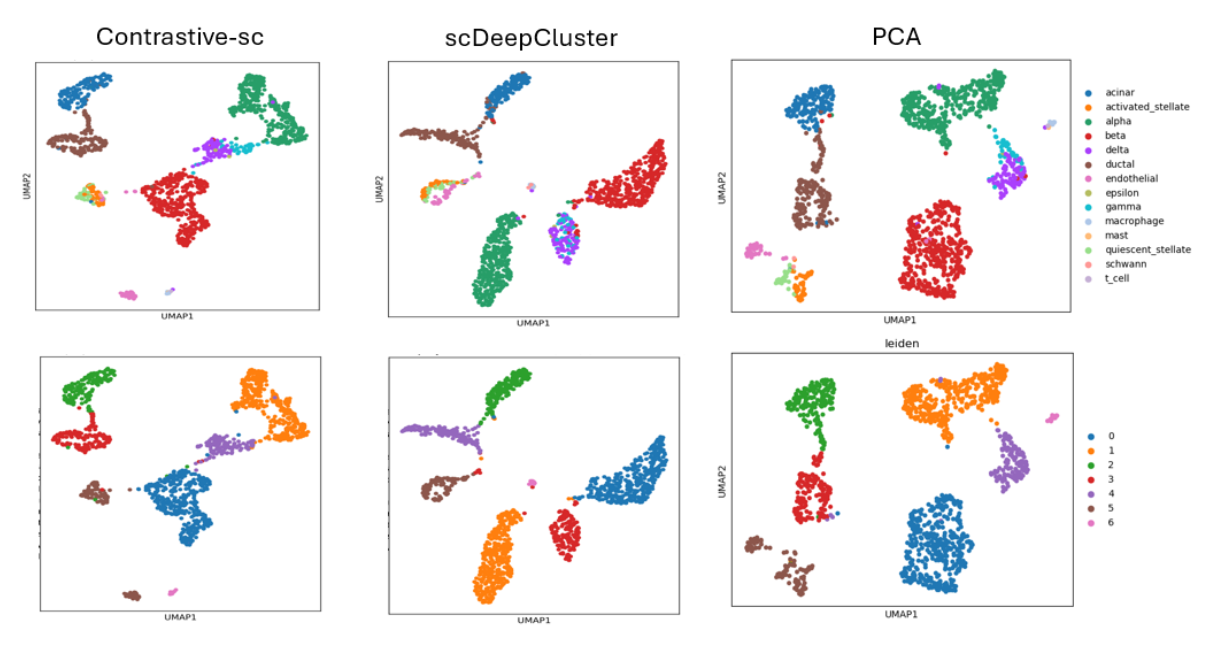 Contrastive-sc
scDeepCluster
PCA
UMAP2
UMAP1
UMAP2
UMAP1
UMAP2
UMAP1
acinar
activated_stellate
alpha
beta
delta
ductal
endothelial
epsilon
gamma
macrophage
mast
quiescent_stellate
schwann
t_cell
leiden
UMAP1
UMAP1
UMAP2
UMAP1
0
1
2
3
4
5
6